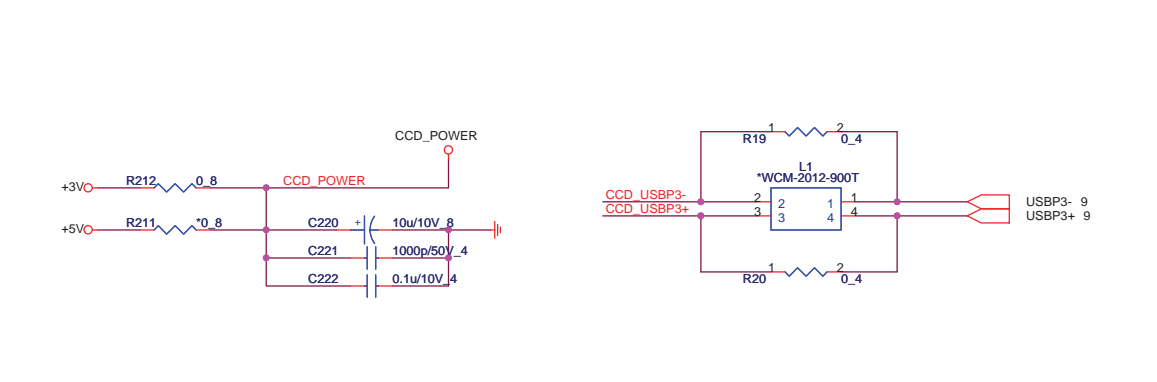 CCD_POWER
+3V R212 0_8 CCD_POWER
+5V R211 *0_8 C220 + 10u/10V_8
C221 1000p/50V_4
C222 0.1u/10V_4
1 2
R19 0_4
L1
*WCM-2012-900T
CCD_USBP3- 2 2 1 1 USBP3- 9
CCD_USBP3+ 3 3 4 4 USBP3+ 9
1 2
R20 0_4